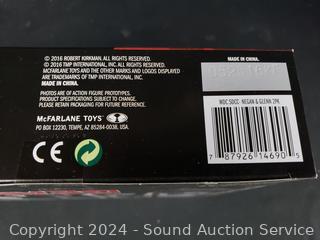 © 2016 ROBERT KIRKMAN. ALL RIGHTS RESERVED.
© 2016 TMP INTERNATIONAL, INC. ALL RIGHTS RESERVED.
MCFARLANE TOYS AND THE OTHER MARKS AND LOGOS DISPLAYED
ARE TRADEMARKS OF TMP INTERNATIONAL, INC.
MADE IN CHINA.
PHOTOS ARE OF ACTION FIGURE PROTOTYPES.
PRODUCT SPECIFICATIONS SUBJECT TO CHANGE.
PLEASE RETAIN PACKAGING FOR FUTURE REFERENCE.
MCFARLANE TOYS
PO BOX 12230, TEMPE, AZ 85284-0038, USA.
CE
MADE IN CHINA.
WDC SDCC- NEGAN & GLENN 2PK
7 87926 14690 5
Copyright © 2024 - Sound Auction Service